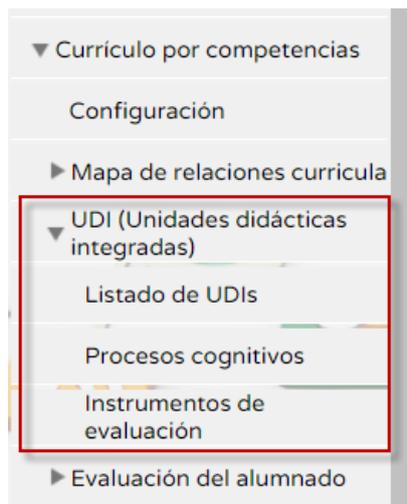 Currículo por competencias
Configuración
Mapa de relaciones curricula
UDI (Unidades didácticas
integradas)
Listado de UDIs
Procesos cognitivos
Instrumentos de
evaluación
Evaluación del alumnado